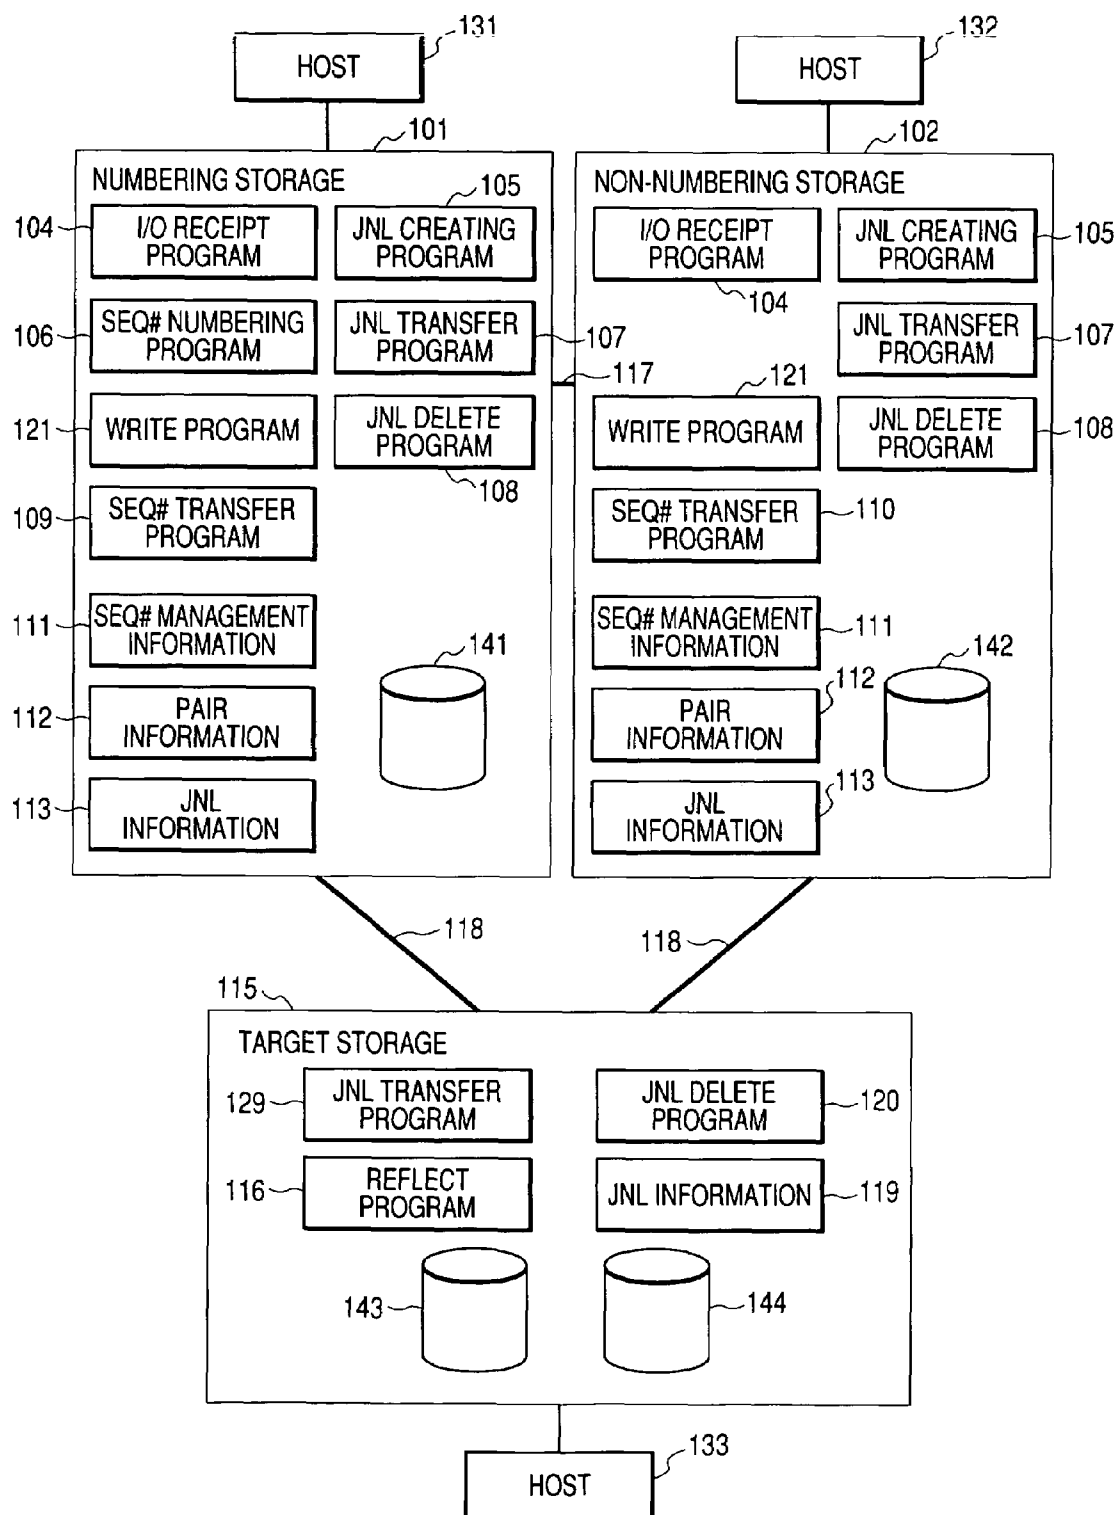 131
HOST
132
HOST
101
NUMBERING STORAGE
104
I/O RECEIPT
PROGRAM
105
JNL CREATING
PROGRAM
106
SEQ# NUMBERING
PROGRAM
JNL TRANSFER
PROGRAM
107
117
121
WRITE PROGRAM
JNL DELETE
PROGRAM
108
109
SEQ# TRANSFER
PROGRAM
111
SEQ# MANAGEMENT
INFORMATION
141
112
PAIR
INFORMATION
113
JNL
INFORMATION
102
NON-NUMBERING STORAGE
I/O RECEIPT
PROGRAM
104
JNL CREATING
PROGRAM
105
JNL TRANSFER
PROGRAM
107
121
WRITE PROGRAM
JNL DELETE
PROGRAM
108
SEQ# TRANSFER
PROGRAM
110
SEQ# MANAGEMENT
INFORMATION
111
142
112
PAIR
INFORMATION
113
JNL
INFORMATION
118
118
115
TARGET STORAGE
129
JNL TRANSFER
PROGRAM
JNL DELETE
PROGRAM
120
116
REFLECT
PROGRAM
JNL INFORMATION
119
143
144
133
HOST